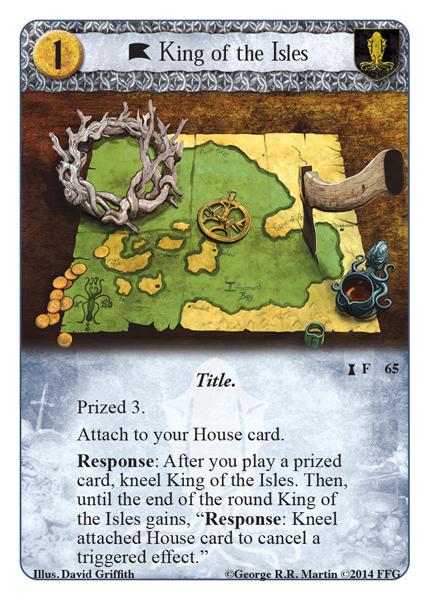 1
King of the Isles
Ironmans
Bay
F 65
Title.
Prized 3.
Attach to your House card.
Response: After you play a prized
card, kneel King of the Isles. Then,
until the end of the round King of
the Isles gains, “Response: Kneel
attached House card to cancel a
triggered effect.”
Illus. David Griffith ©George R.R. Martin ©2014 FFG